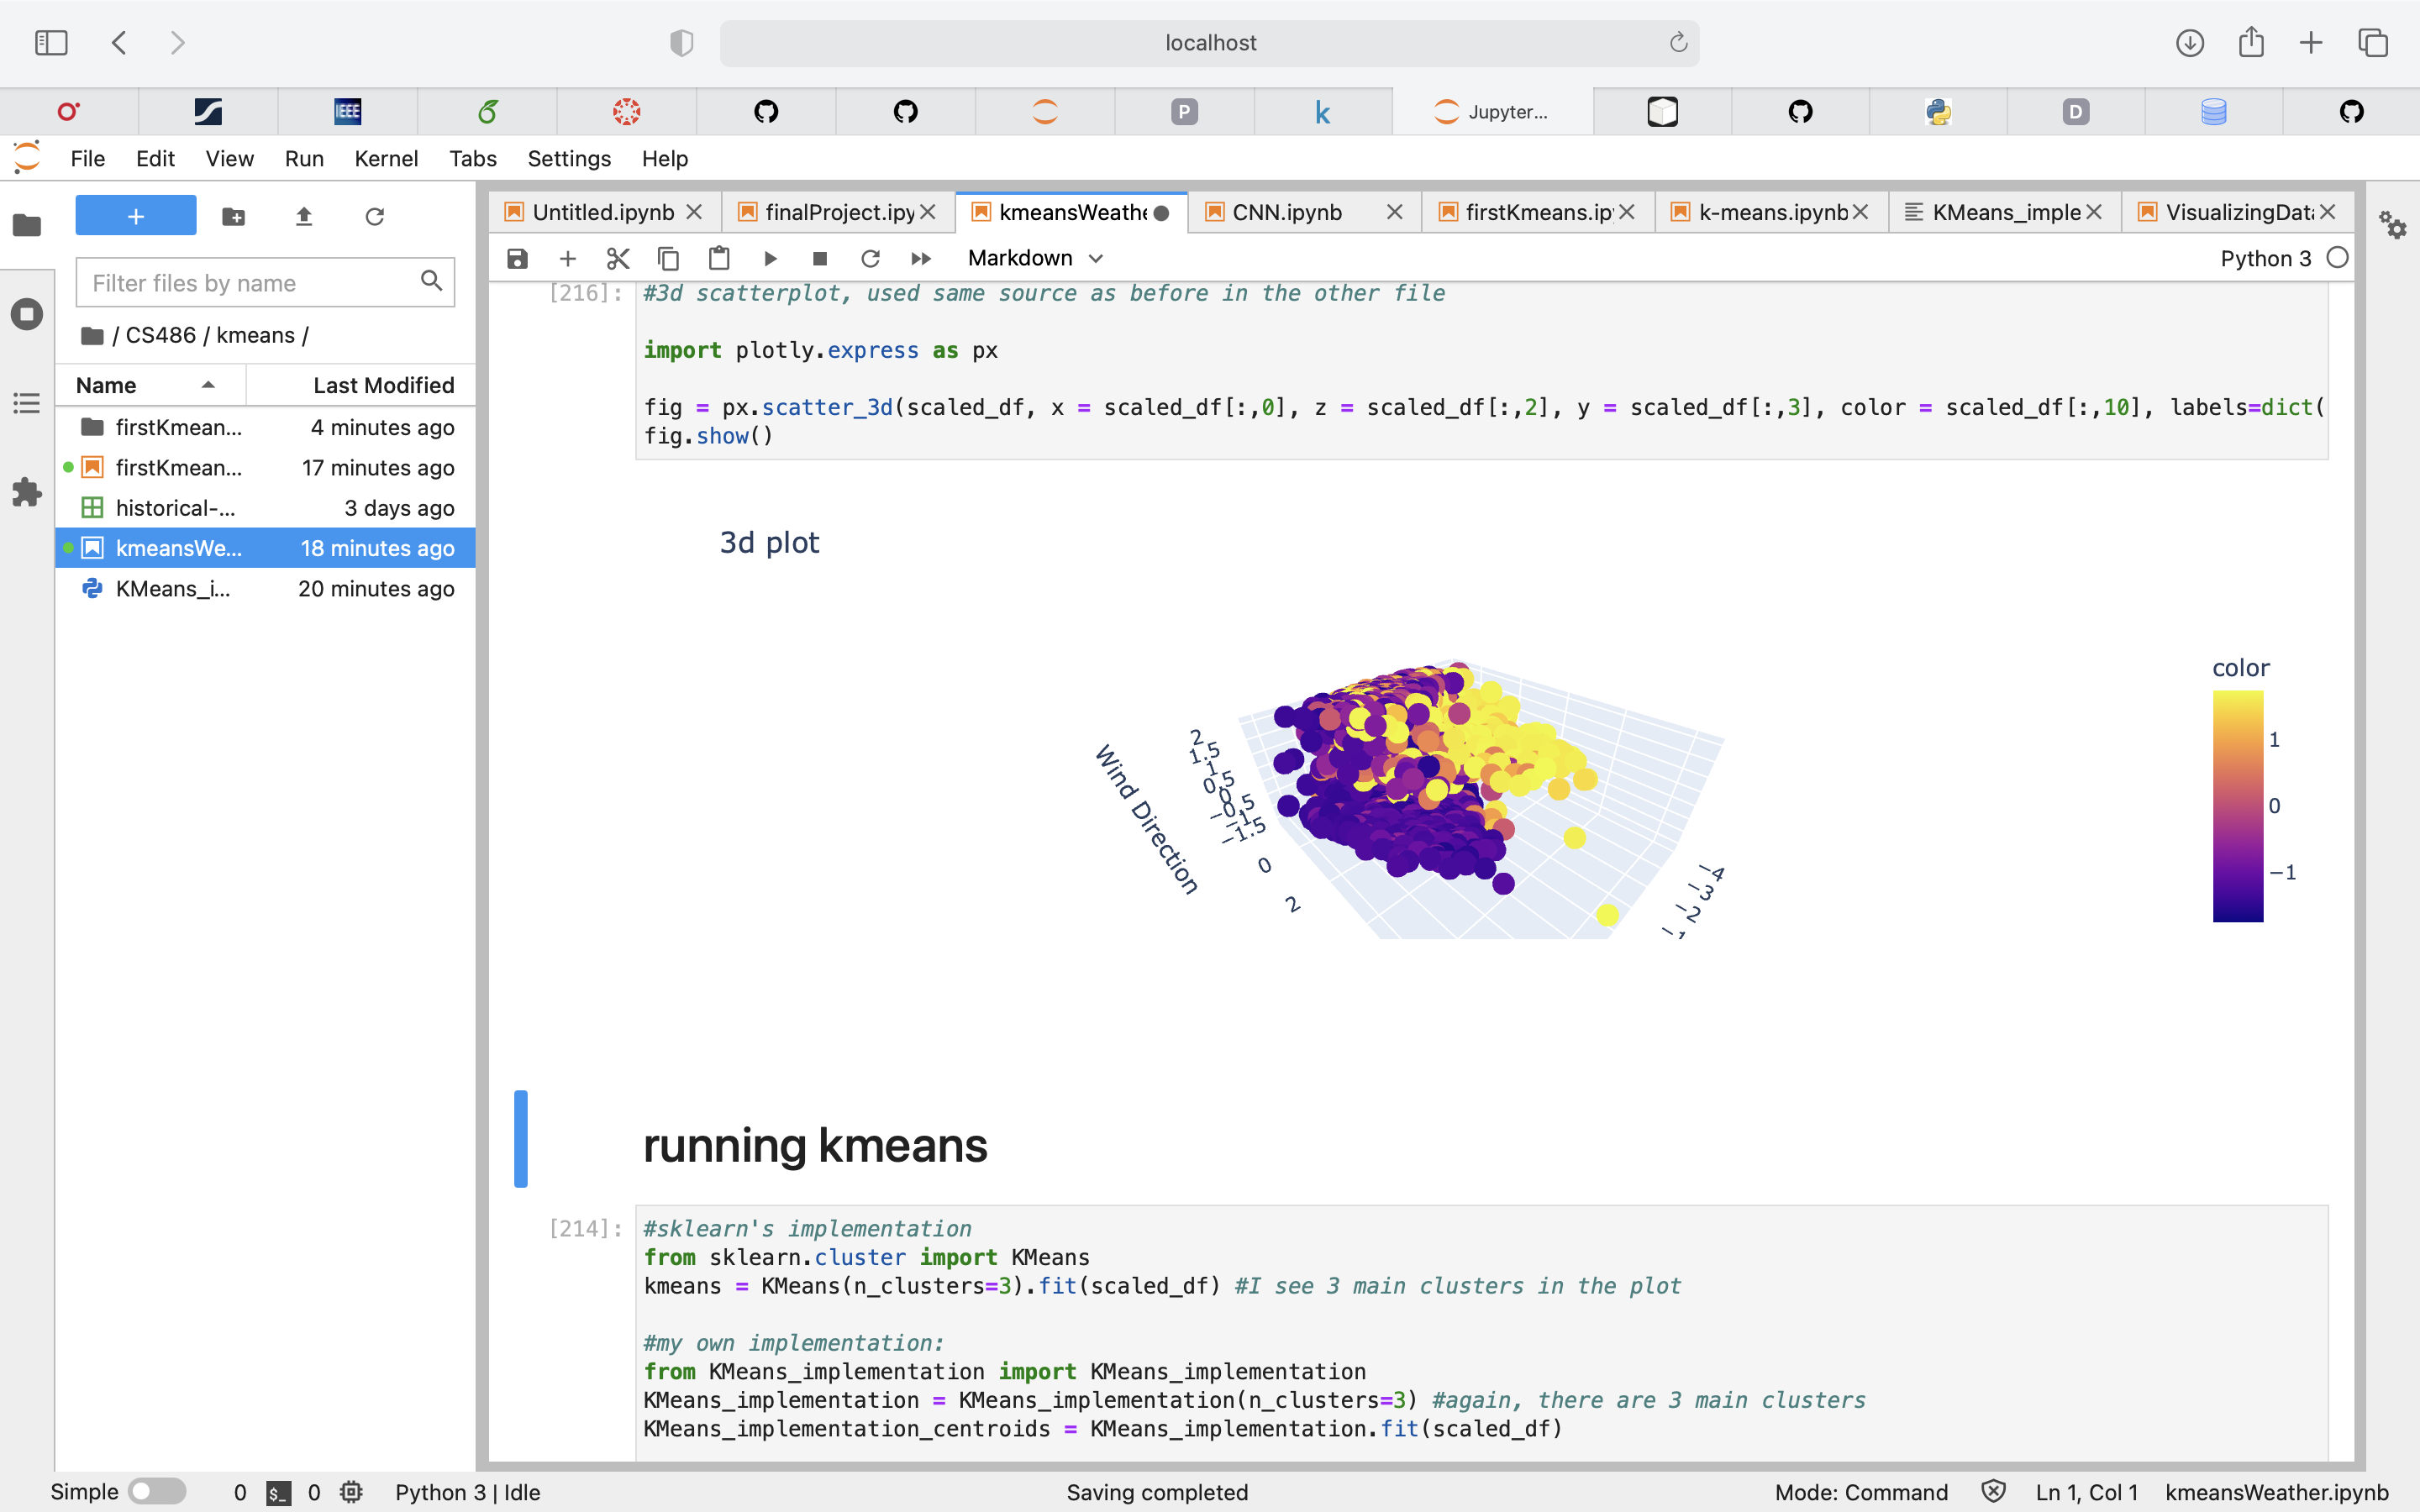 localhost
IEEE
P
k
Jupyter...
D
File Edit View Run Kernel Tabs Settings Help
Untitled.ipynb
finalProject.ipy
kmeansWeathe
CNN.ipynb
firstKmeans.ip
k-means.ipynb
KMeans_imple
VisualizingData
Markdown
Python 3
Filter files by name
/ CS486 / kmeans /
Name Last Modified
firstKmean... 4 minutes ago
firstKmean... 17 minutes ago
historical-... 3 days ago
kmeansWe... 18 minutes ago
KMeans_i... 20 minutes ago
[216]: #3d scatterplot, used same source as before in the other file
import plotly.express as px
fig = px.scatter_3d(scaled_df, x = scaled_df[:,0], z = scaled_df[:,2], y = scaled_df[:,3], color = scaled_df[:,10], labels=dict(
fig.show()
3d plot
color
1
0
−1
Wind Direction
2
1.5
1
0.5
0
−0.5
−1
−1.5
0
2
−4
−3
−2
running kmeans
[214]: #sklearn's implementation
from sklearn.cluster import KMeans
kmeans = KMeans(n_clusters=3).fit(scaled_df) #I see 3 main clusters in the plot
#my own implementation:
from KMeans_implementation import KMeans_implementation
KMeans_implementation = KMeans_implementation(n_clusters=3) #again, there are 3 main clusters
KMeans_implementation_centroids = KMeans_implementation.fit(scaled_df)
Simple 0 $_ 0 Python 3 | Idle Saving completed Mode: Command Ln 1, Col 1 kmeansWeather.ipynb